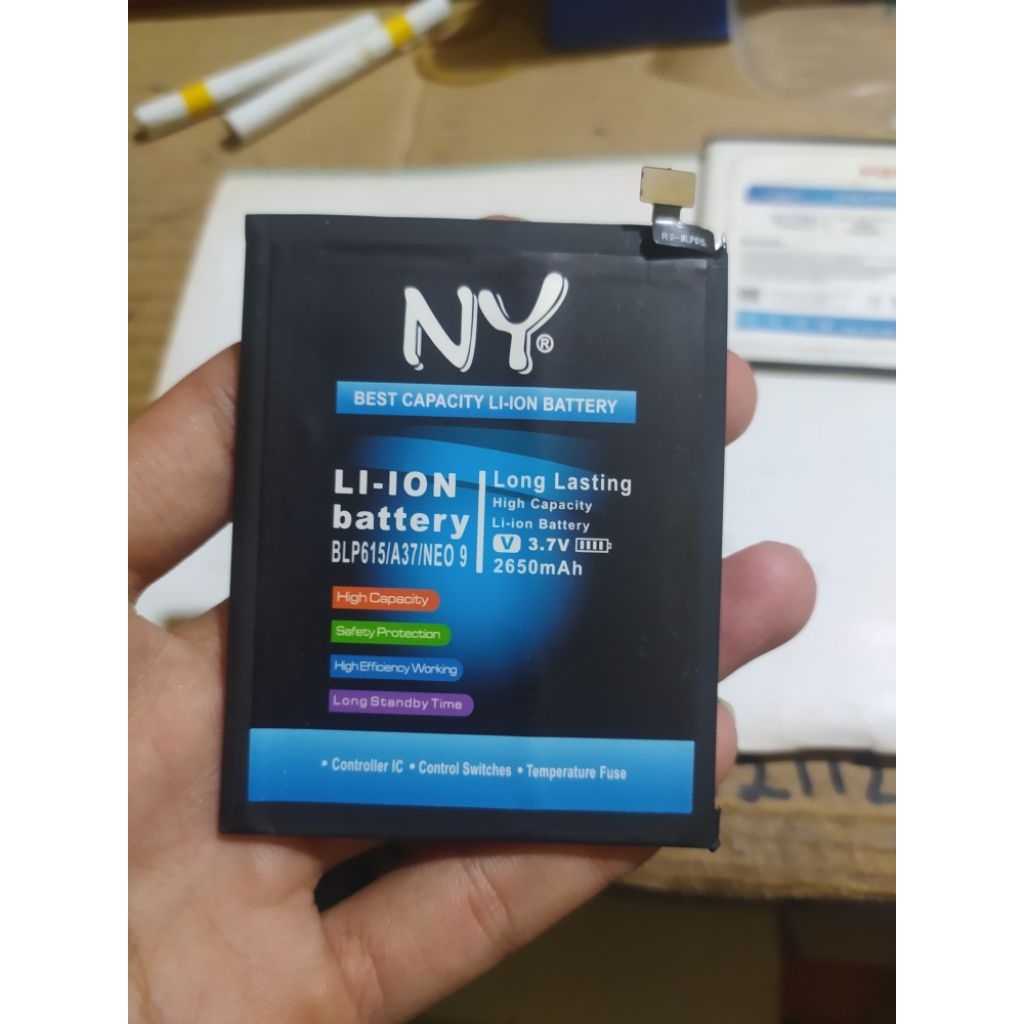 BLP615
NY®
BEST CAPACITY LI-ION BATTERY
LI-ION
battery
BLP615/A37/NEO 9
Long Lasting
High Capacity
Li-ion Battery
V 3.7V
2650mAh
High Capacity
Safety Protection
High Efficiency Working
Long Standby Time
• Controller IC • Control Switches • Temperature Fuse
2112